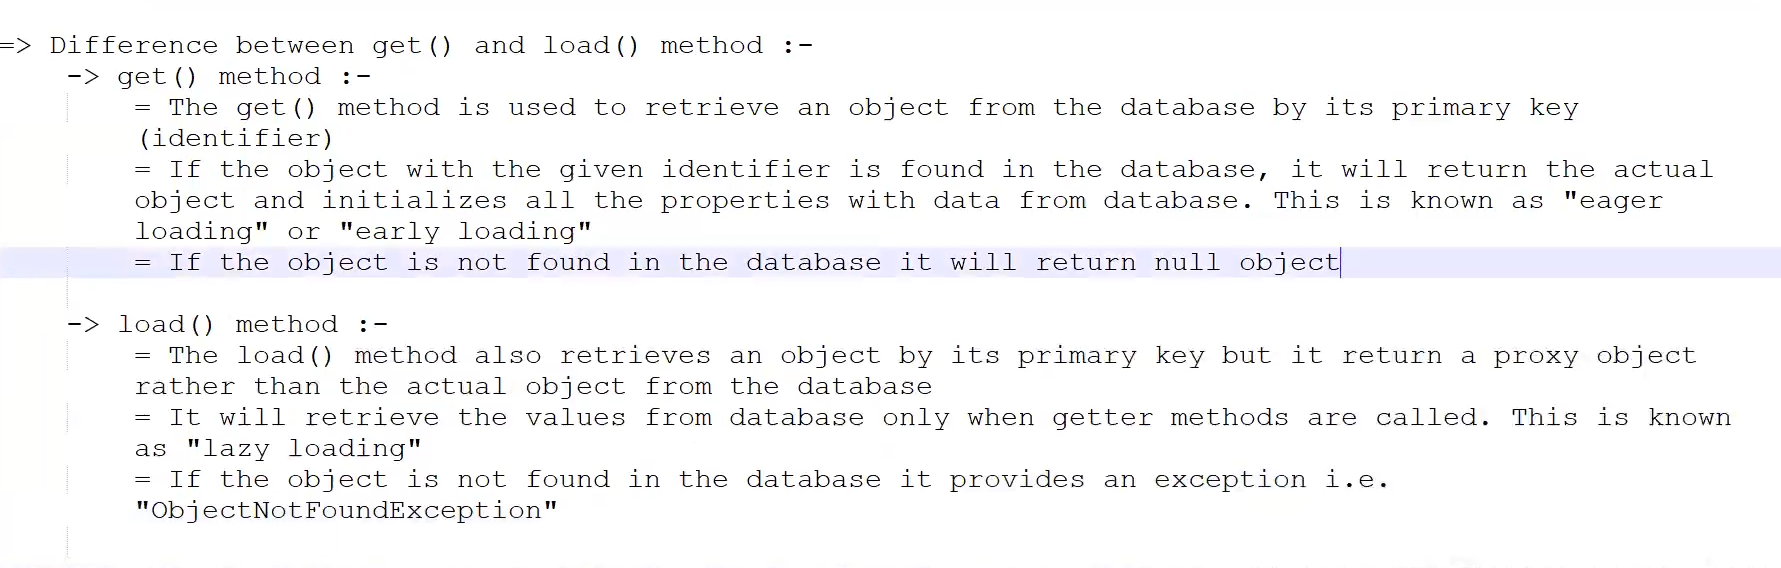 => Difference between get() and load() method :-
-> get() method :-
= The get() method is used to retrieve an object from the database by its primary key
(identifier)
= If the object with the given identifier is found in the database, it will return the actual
object and initializes all the properties with data from database. This is known as "eager
loading" or "early loading"
= If the object is not found in the database it will return null object
-> load() method :-
= The load() method also retrieves an object by its primary key but it return a proxy object
rather than the actual object from the database
= It will retrieve the values from database only when getter methods are called. This is known
as "lazy loading"
= If the object is not found in the database it provides an exception i.e.
"ObjectNotFoundException"